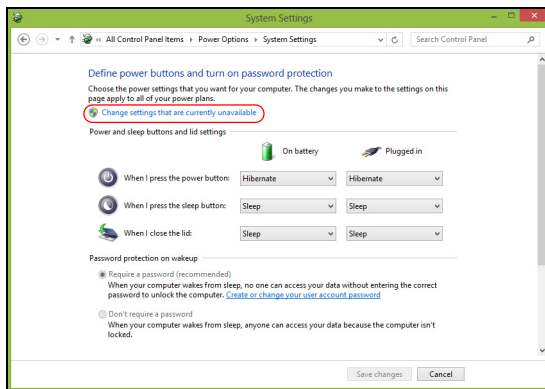 System Settings
« All Control Panel Items ▸ Power Options ▸ System Settings
Search Control Panel
Define power buttons and turn on password protection
Choose the power settings that you want for your computer. The changes you make to the settings on this
page apply to all of your power plans.
Change settings that are currently unavailable
Power and sleep buttons and lid settings
On battery Plugged in
When I press the power button: Hibernate Hibernate
When I press the sleep button: Sleep Sleep
When I close the lid: Sleep Sleep
Password protection on wakeup
Require a password (recommended)
When your computer wakes from sleep, no one can access your data without entering the correct
password to unlock the computer. Create or change your user account password
Don't require a password
When your computer wakes from sleep, anyone can access your data because the computer isn't
locked.
Save changes Cancel